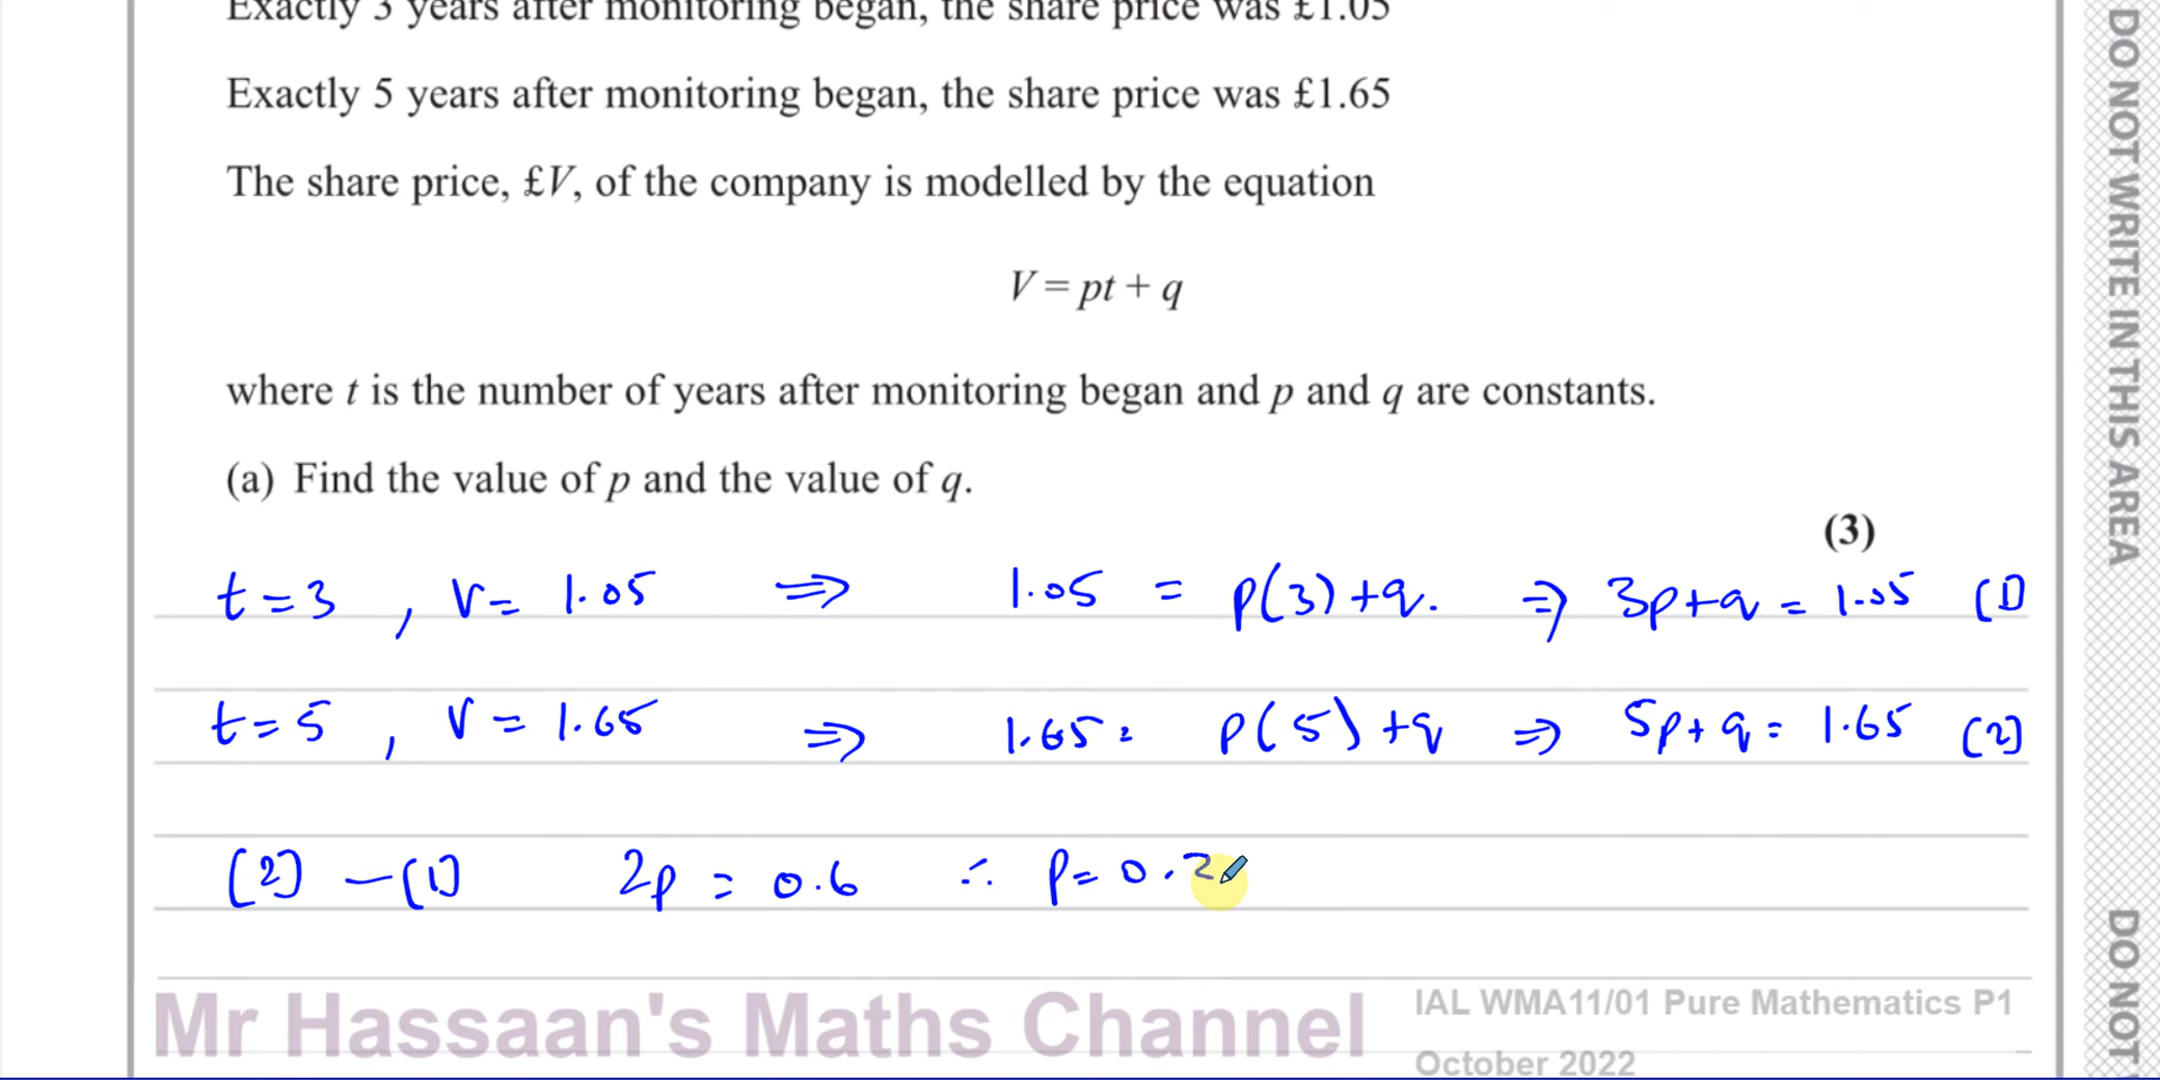 Exactly 3 years after monitoring began, the share price was £1.05
Exactly 5 years after monitoring began, the share price was £1.65
The share price, £V, of the company is modelled by the equation
V = pt + q
where t is the number of years after monitoring began and p and q are constants.
(a) Find the value of p and the value of q.
(3)
t=3 , V= 1.05 ⇒ 1.05 = p(3)+q. ⇒ 3p+q = 1.05 (1)
t=5 , V = 1.65 ⇒ 1.65= p(5)+q ⇒ 5p+q= 1.65 (2)
(2) -(1) 2p = 0.6 ∴ p= 0.
Mr Hassaan's Maths Channel
IAL WMA11/01 Pure Mathematics P1
October 2022
DO NOT WRITE IN THIS AREA
DO NOT